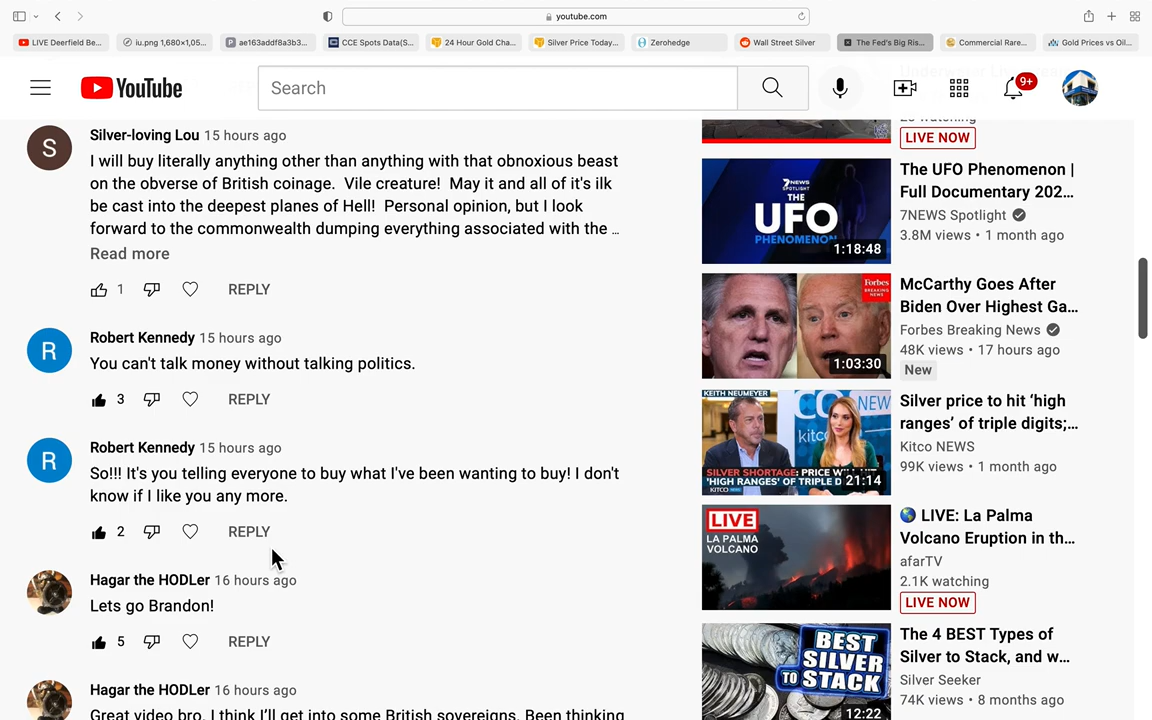 youtube.com
LIVE Deerfield Be...
iu.png 1,680×1,05...
ae163addf8a3b3...
CCE Spots Data(S...
24 Hour Gold Cha...
Silver Price Today...
Zerohedge
Wall Street Silver
The Fed's Big Ris...
Commercial Rare...
Gold Prices vs Oil...
YouTube
Search
9+
S
Silver-loving Lou 15 hours ago
I will buy literally anything other than anything with that obnoxious beast
on the obverse of British coinage. Vile creature! May it and all of it's ilk
be cast into the deepest planes of Hell! Personal opinion, but I look
forward to the commonwealth dumping everything associated with the ...
Read more
1 REPLY
R
Robert Kennedy 15 hours ago
You can't talk money without talking politics.
3 REPLY
R
Robert Kennedy 15 hours ago
So!!! It's you telling everyone to buy what I've been wanting to buy! I don't
know if I like you any more.
2 REPLY
Hagar the HODLer 16 hours ago
Lets go Brandon!
5 REPLY
Hagar the HODLer 16 hours ago
Great video bro. I think I'll get into some British sovereigns. Been thinking
LIVE NOW
7NEWS
SPOTLIGHT
THE
UFO
PHENOMENON
1:18:48
The UFO Phenomenon |
Full Documentary 202...
7NEWS Spotlight
3.8M views • 1 month ago
Forbes
BREAKING
NEWS
1:03:30
McCarthy Goes After
Biden Over Highest Ga...
Forbes Breaking News
48K views • 17 hours ago
New
KEITH NEUMEYER
NEW
kitco
SILVER SHORTAGE: PRICE WILL HIT
'HIGH RANGES' OF TRIPLE D
KITCO
21:14
Silver price to hit 'high
ranges' of triple digits;...
Kitco NEWS
99K views • 1 month ago
LIVE
LA PALMA
VOLCANO
LIVE: La Palma
Volcano Eruption in th...
afarTV
2.1K watching
LIVE NOW
BEST
SILVER
TO STACK
12:22
The 4 BEST Types of
Silver to Stack, and w...
Silver Seeker
74K views • 8 months ago